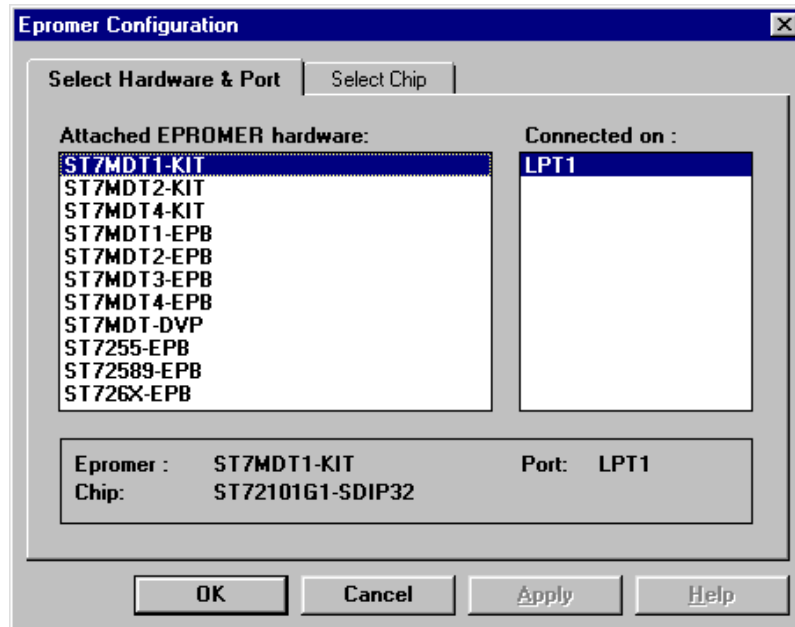 Epromer Configuration
Select Hardware & Port
Select Chip
Attached EPROMER hardware:
ST7MDT1-KIT
ST7MDT2-KIT
ST7MDT4-KIT
ST7MDT1-EPB
ST7MDT2-EPB
ST7MDT3-EPB
ST7MDT4-EPB
ST7MDT-DVP
ST7255-EPB
ST72589-EPB
ST726X-EPB
Connected on :
LPT1
Epromer : ST7MDT1-KIT Port: LPT1
Chip: ST72101G1-SDIP32
OK Cancel Apply Help